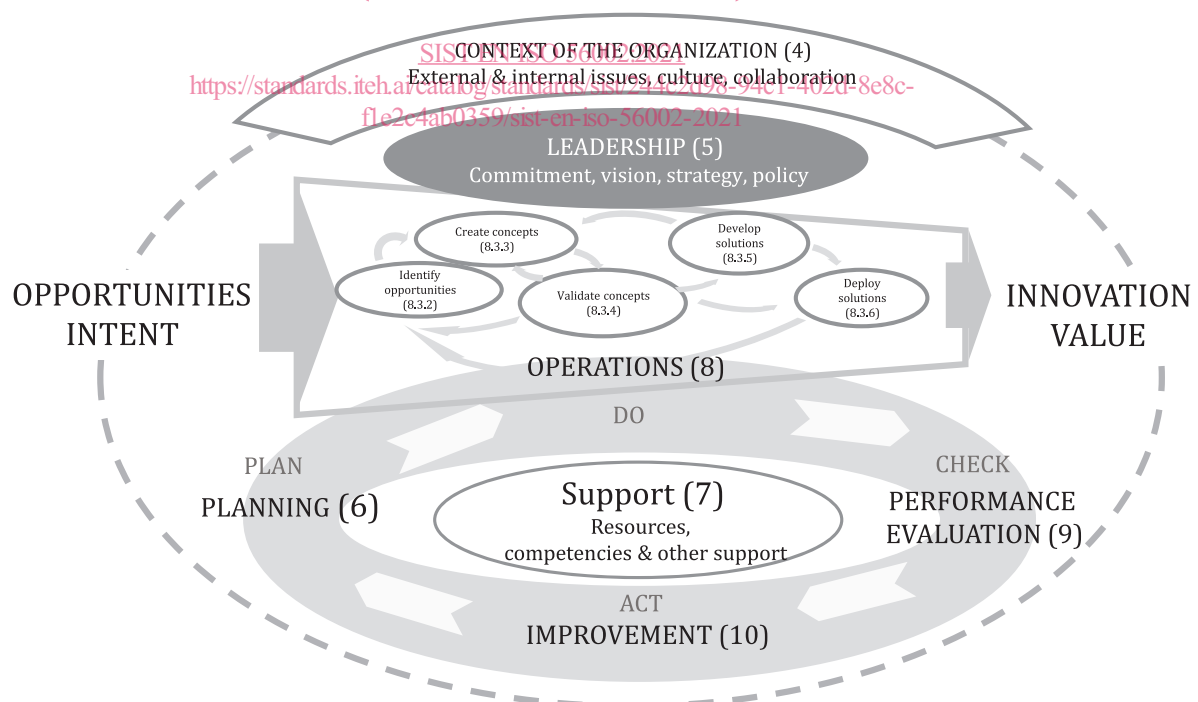 SIST EN ISO 56002:2021
https://standards.iteh.ai/catalog/standards/sist/244c2d98-94c1-402d-8e8c-
f1e2c4ab0359/sist-en-iso-56002-2021
CONTEXT OF THE ORGANIZATION (4)
External & internal issues, culture, collaboration
LEADERSHIP (5)
Commitment, vision, strategy, policy
Create concepts
(8.3.3)
Develop
solutions
(8.3.5)
Identify
opportunities
(8.3.2)
Validate concepts
(8.3.4)
Deploy
solutions
(8.3.6)
OPPORTUNITIES
INTENT
INNOVATION
VALUE
OPERATIONS (8)
DO
PLAN
PLANNING (6)
CHECK
PERFORMANCE
EVALUATION (9)
Support (7)
Resources,
competencies & other support
ACT
IMPROVEMENT (10)